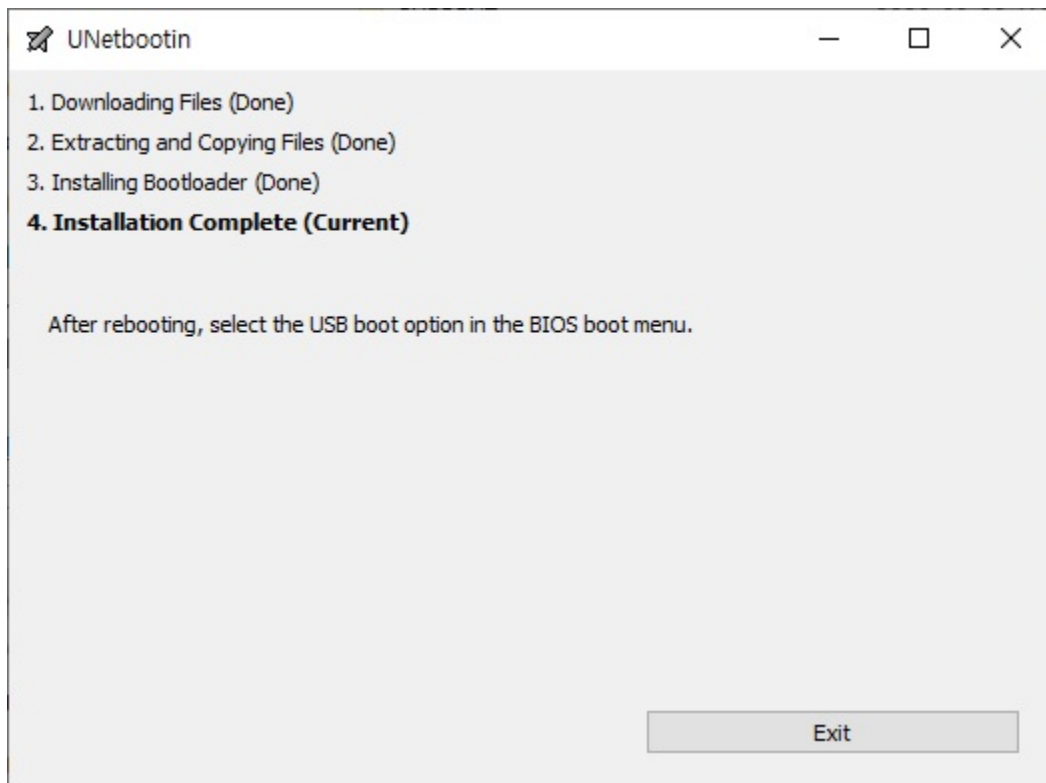 UNetbootin
1. Downloading Files (Done)
2. Extracting and Copying Files (Done)
3. Installing Bootloader (Done)
4. Installation Complete (Current)
After rebooting, select the USB boot option in the BIOS boot menu.
Exit